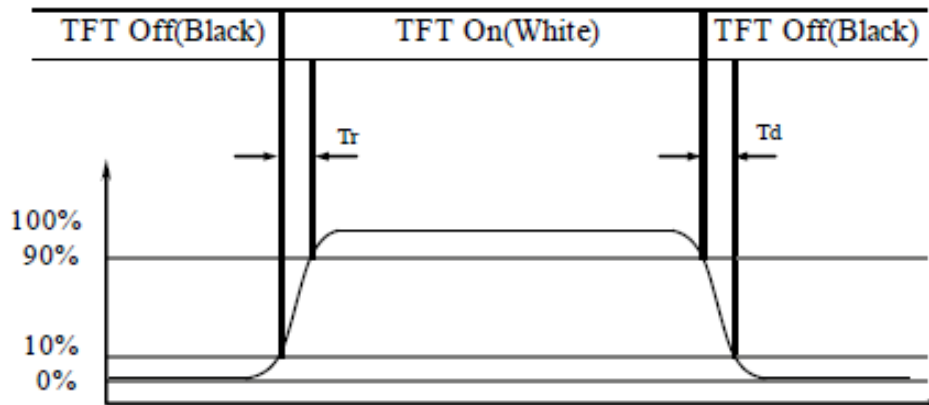 TFT Off(Black) TFT On(White) TFT Off(Black)
Tr Td
100%
90%
10%
0%